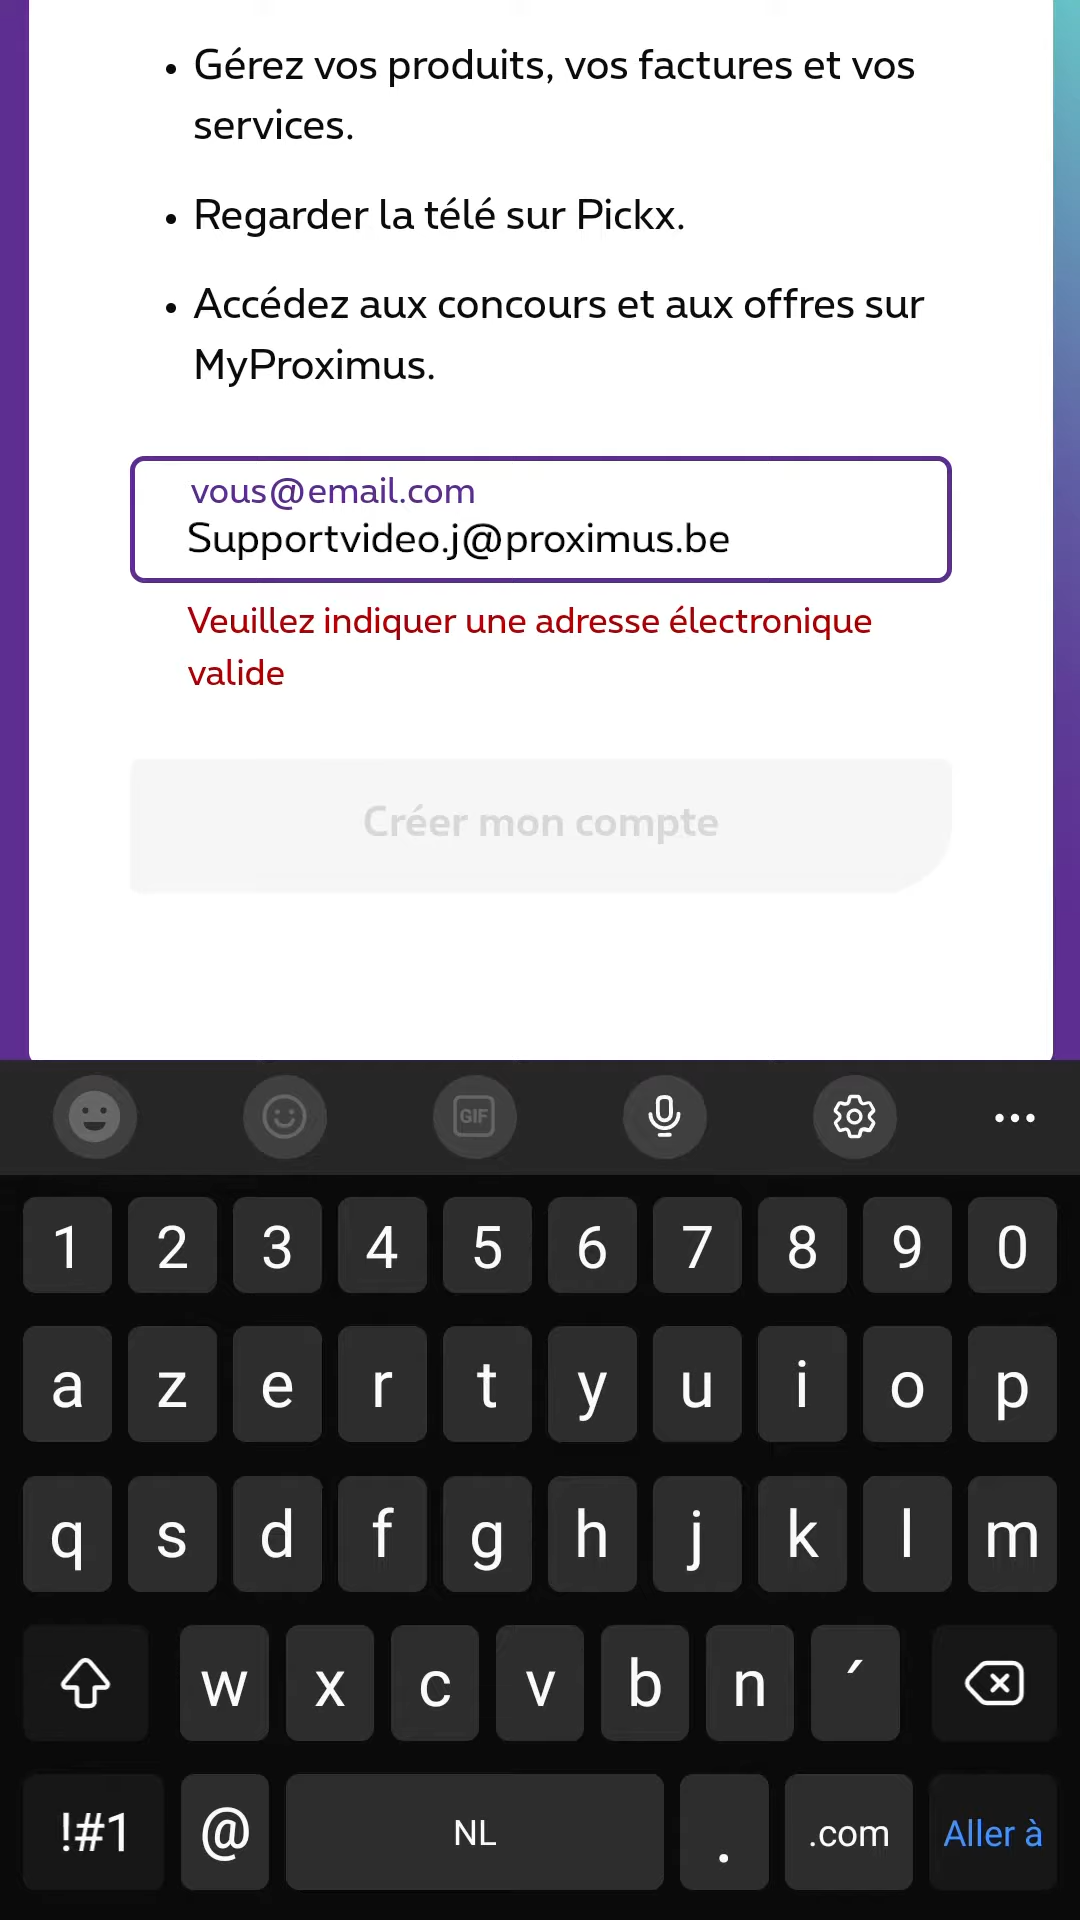 • Gérez vos produits, vos factures et vos
services.
• Regarder la télé sur Pickx.
• Accédez aux concours et aux offres sur
MyProximus.
vous@email.com
Supportvideo.j@proximus.be
Veuillez indiquer une adresse électronique
valide
Créer mon compte
GIF
1 2 3 4 5 6 7 8 9 0
a z e r t y u i o p
q s d f g h j k l m
w x c v b n ´
!#1 @ NL . .com Aller à